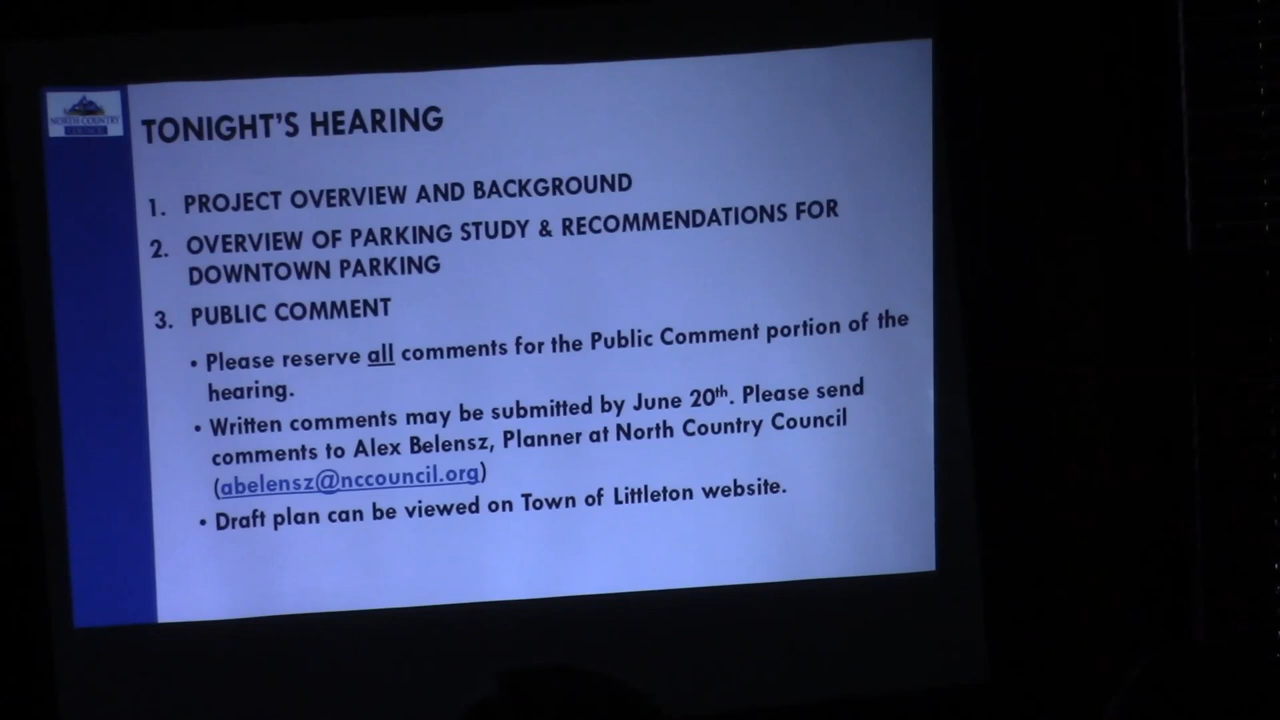 NORTH COUNTRY
COUNCIL
TONIGHT'S HEARING
1. PROJECT OVERVIEW AND BACKGROUND
2. OVERVIEW OF PARKING STUDY & RECOMMENDATIONS FOR
DOWNTOWN PARKING
3. PUBLIC COMMENT
• Please reserve all comments for the Public Comment portion of the
hearing.
• Written comments may be submitted by June 20th. Please send
comments to Alex Belensz, Planner at North Country Council
(abelensz@nccouncil.org)
• Draft plan can be viewed on Town of Littleton website.